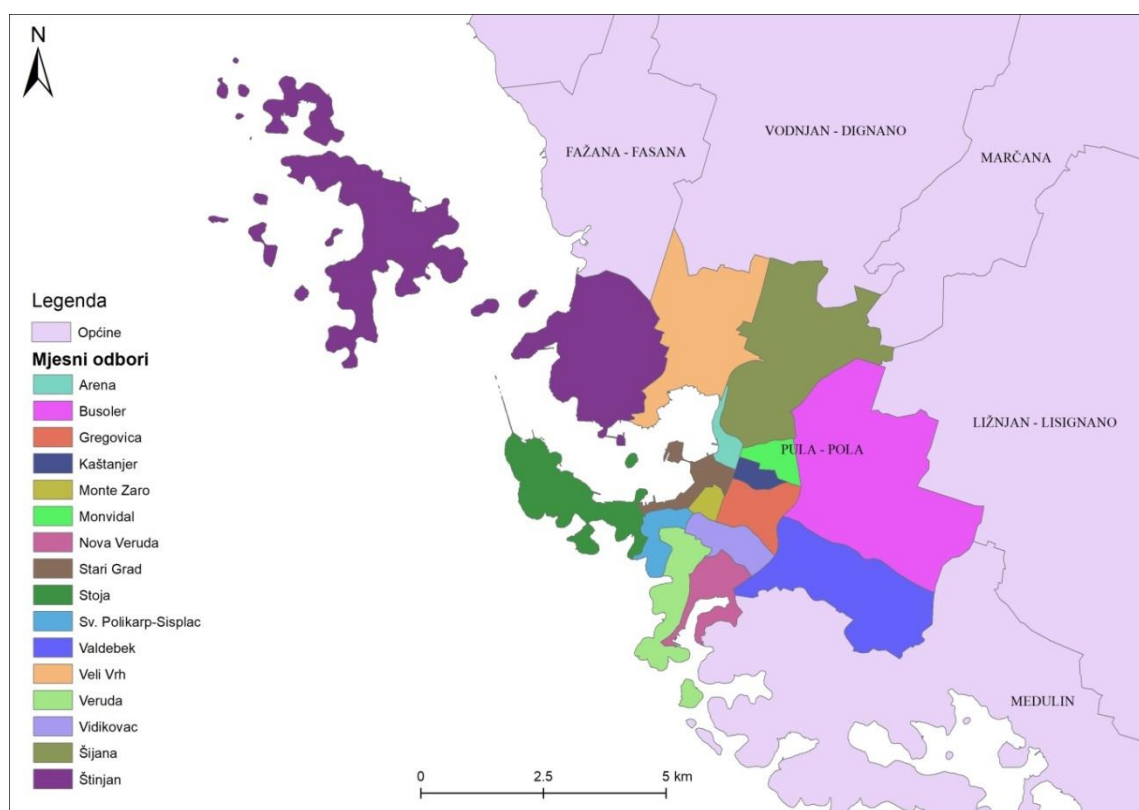 N
FAŽANA - FASANA
VODNJAN - DIGNANO
MARČANA
LIŽNJAN - LISIGNANO
PULA - POLA
MEDULIN
Legenda
Općine
Mjesni odbori
Arena
Busoler
Gregovica
Kaštanjer
Monte Zaro
Monvidal
Nova Veruda
Stari Grad
Stoja
Sv. Polikarp-Sisplac
Valdebek
Veli Vrh
Veruda
Vidikovac
Šijana
Štinjan
0 2.5 5 km